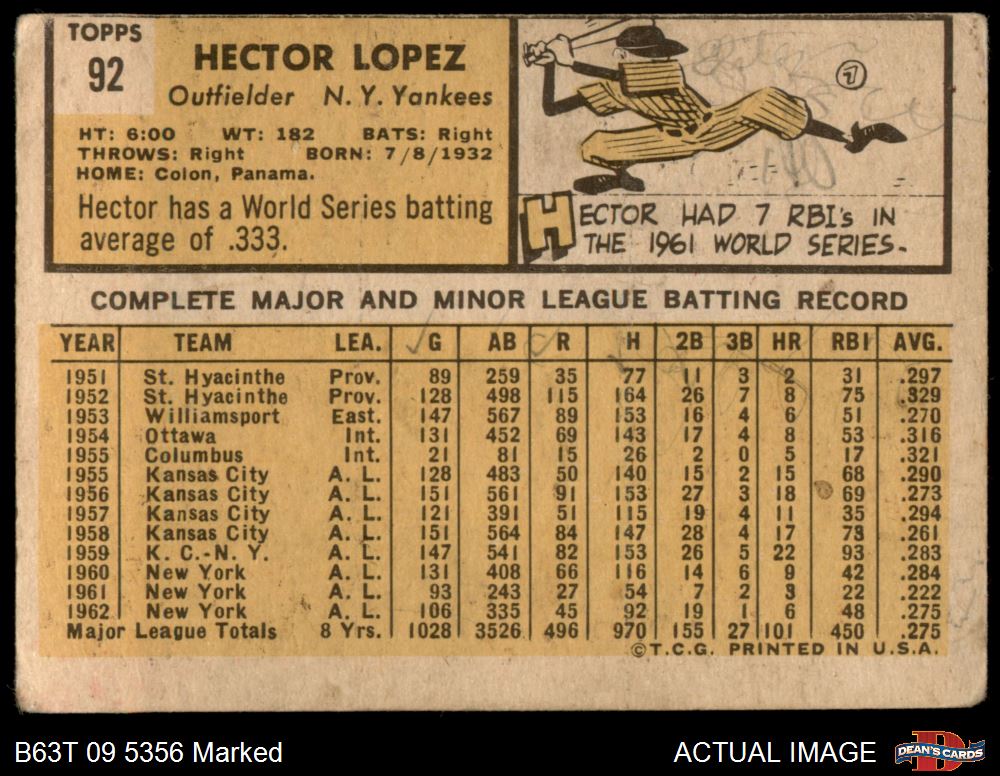 TOPPS
92
HECTOR LOPEZ
Outfielder N. Y. Yankees
HT: 6:00 WT: 182 BATS: Right
THROWS: Right BORN: 7/8/1932
HOME: Colon, Panama.
Hector has a World Series batting
average of .333.
7
HECTOR HAD 7 RBI's IN
THE 1961 WORLD SERIES.
COMPLETE MAJOR AND MINOR LEAGUE BATTING RECORD
YEAR TEAM LEA. G AB R H 2B 3B HR RBI AVG.
1951 St. Hyacinthe Prov. 89 259 35 77 11 3 2 31 .297
1952 St. Hyacinthe Prov. 128 498 115 164 26 7 8 75 .329
1953 Williamsport East. 147 567 89 153 16 4 6 51 .270
1954 Ottawa Int. 131 452 69 143 17 4 8 53 .316
1955 Columbus Int. 21 81 15 26 2 0 5 17 .321
1955 Kansas City A. L. 128 483 50 140 15 2 15 68 .290
1956 Kansas City A. L. 151 561 91 153 27 3 18 69 .273
1957 Kansas City A. L. 121 391 51 115 19 4 11 35 .294
1958 Kansas City A. L. 151 564 84 147 28 4 17 73 .261
1959 K. C.-N. Y. A. L. 147 541 82 153 26 5 22 93 .283
1960 New York A. L. 131 408 66 116 14 6 9 42 .284
1961 New York A. L. 93 243 27 54 7 2 3 22 .222
1962 New York A. L. 106 335 45 92 19 1 6 48 .275
Major League Totals 8 Yrs. 1028 3526 496 970 155 27 101 450 .275
©T.C.G. PRINTED IN U.S.A.
B63T 09 5356 Marked
ACTUAL IMAGE
DEAN'S CARDS